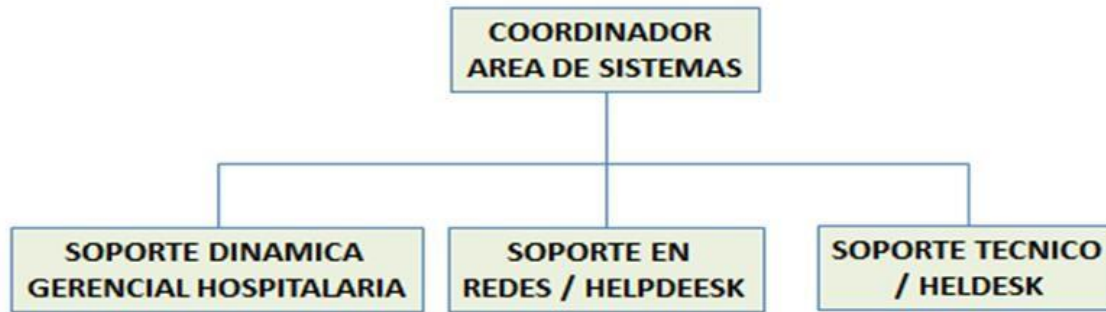 COORDINADOR
AREA DE SISTEMAS
SOPORTE DINAMICA
GERENCIAL HOSPITALARIA
SOPORTE EN
REDES / HELPDEESK
SOPORTE TECNICO
/ HELDESK